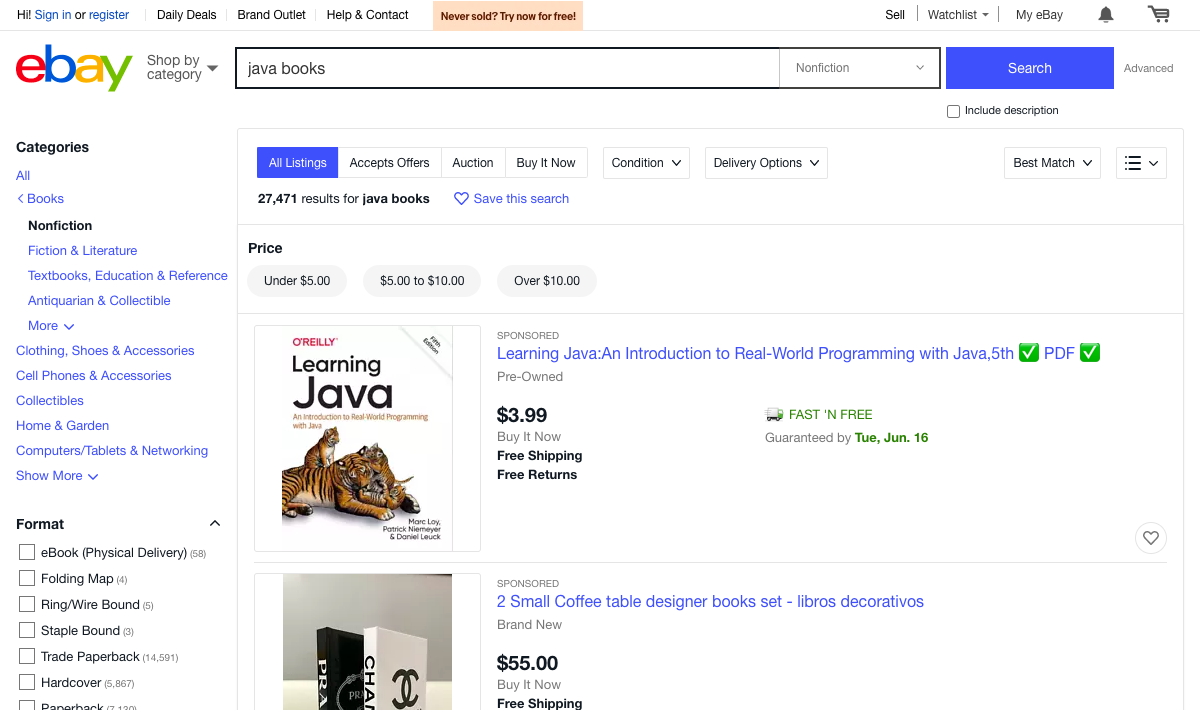 Hi! Sign in or register
Daily Deals
Brand Outlet
Help & Contact
Never sold? Try now for free!
Sell
Watchlist
My eBay
ebay
Shop by
category
java books
Nonfiction
Search
Advanced
Include description
Categories
All
Books
Nonfiction
Fiction & Literature
Textbooks, Education & Reference
Antiquarian & Collectible
More
Clothing, Shoes & Accessories
Cell Phones & Accessories
Collectibles
Home & Garden
Computers/Tablets & Networking
Show More
Format
eBook (Physical Delivery) (58)
Folding Map (4)
Ring/Wire Bound (5)
Staple Bound (3)
Trade Paperback (14,591)
Hardcover (5,867)
Paperback (7,130)
All Listings
Accepts Offers
Auction
Buy It Now
Condition
Delivery Options
Best Match
27,471 results for java books
Save this search
Price
Under $5.00
$5.00 to $10.00
Over $10.00
O'REILLY
Fifth
Edition
Learning
Java
An Introduction to Real-World Programming
with Java
Marc Loy,
Patrick Niemeyer
& Daniel Leuck
SPONSORED
Learning Java:An Introduction to Real-World Programming with Java,5th ✅ PDF ✅
Pre-Owned
$3.99
Buy It Now
Free Shipping
Free Returns
FAST 'N FREE
Guaranteed by Tue, Jun. 16
PRA
CHA
SPONSORED
2 Small Coffee table designer books set - libros decorativos
Brand New
$55.00
Buy It Now
Free Shipping